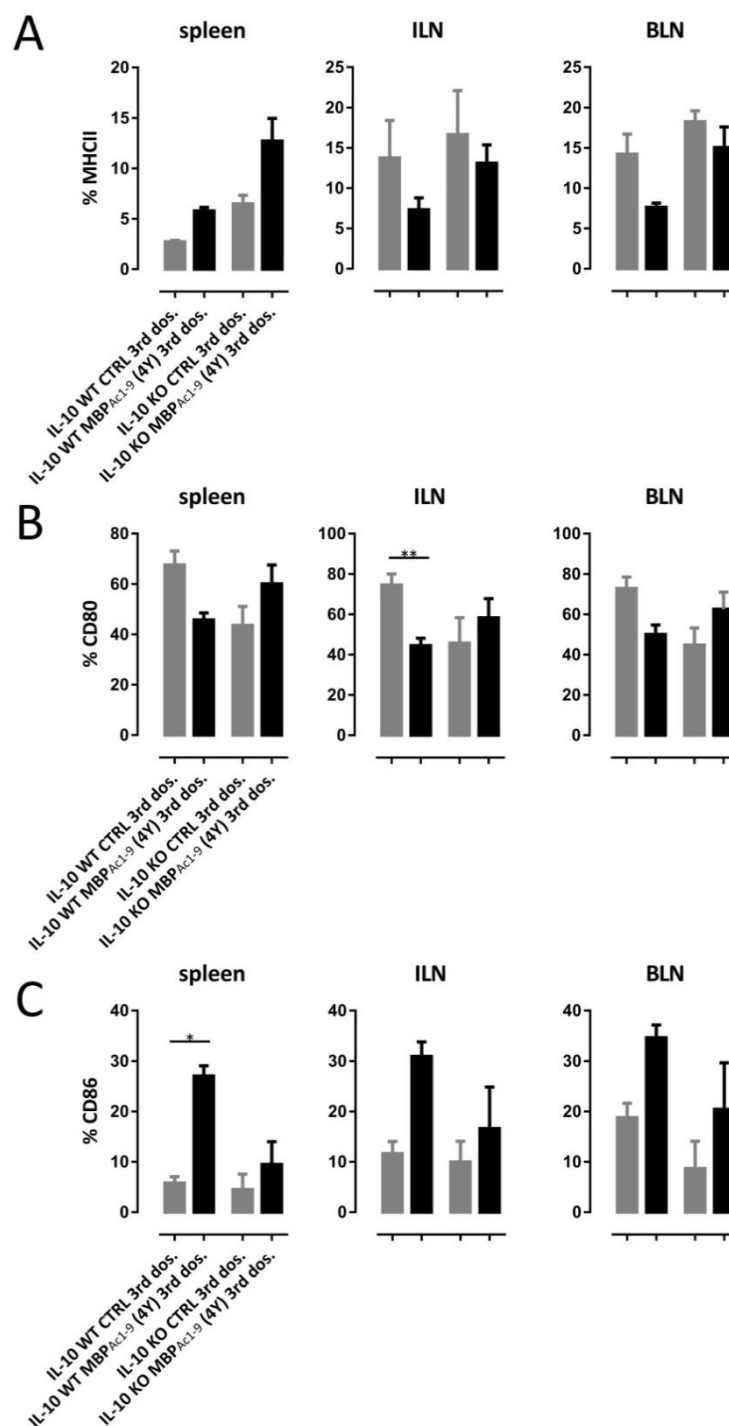 A
spleen
ILN
BLN
% MHCII
20
15
10
5
0
25
20
15
10
5
0
25
20
15
10
5
0
IL-10 WT CTRL 3rd dos.
IL-10 WT MBPAc1-9 (4Y) 3rd dos.
IL-10 KO CTRL 3rd dos.
IL-10 KO MBPAc1-9 (4Y) 3rd dos.
B
spleen
ILN
BLN
% CD80
80
60
40
20
0
100
80
60
40
20
0
**
100
80
60
40
20
0
IL-10 WT CTRL 3rd dos.
IL-10 WT MBPAc1-9 (4Y) 3rd dos.
IL-10 KO CTRL 3rd dos.
IL-10 KO MBPAc1-9 (4Y) 3rd dos.
C
spleen
ILN
BLN
% CD86
40
30
20
10
0
*
40
30
20
10
0
40
30
20
10
0
IL-10 WT CTRL 3rd dos.
IL-10 WT MBPAc1-9 (4Y) 3rd dos.
IL-10 KO CTRL 3rd dos.
IL-10 KO MBPAc1-9 (4Y) 3rd dos.